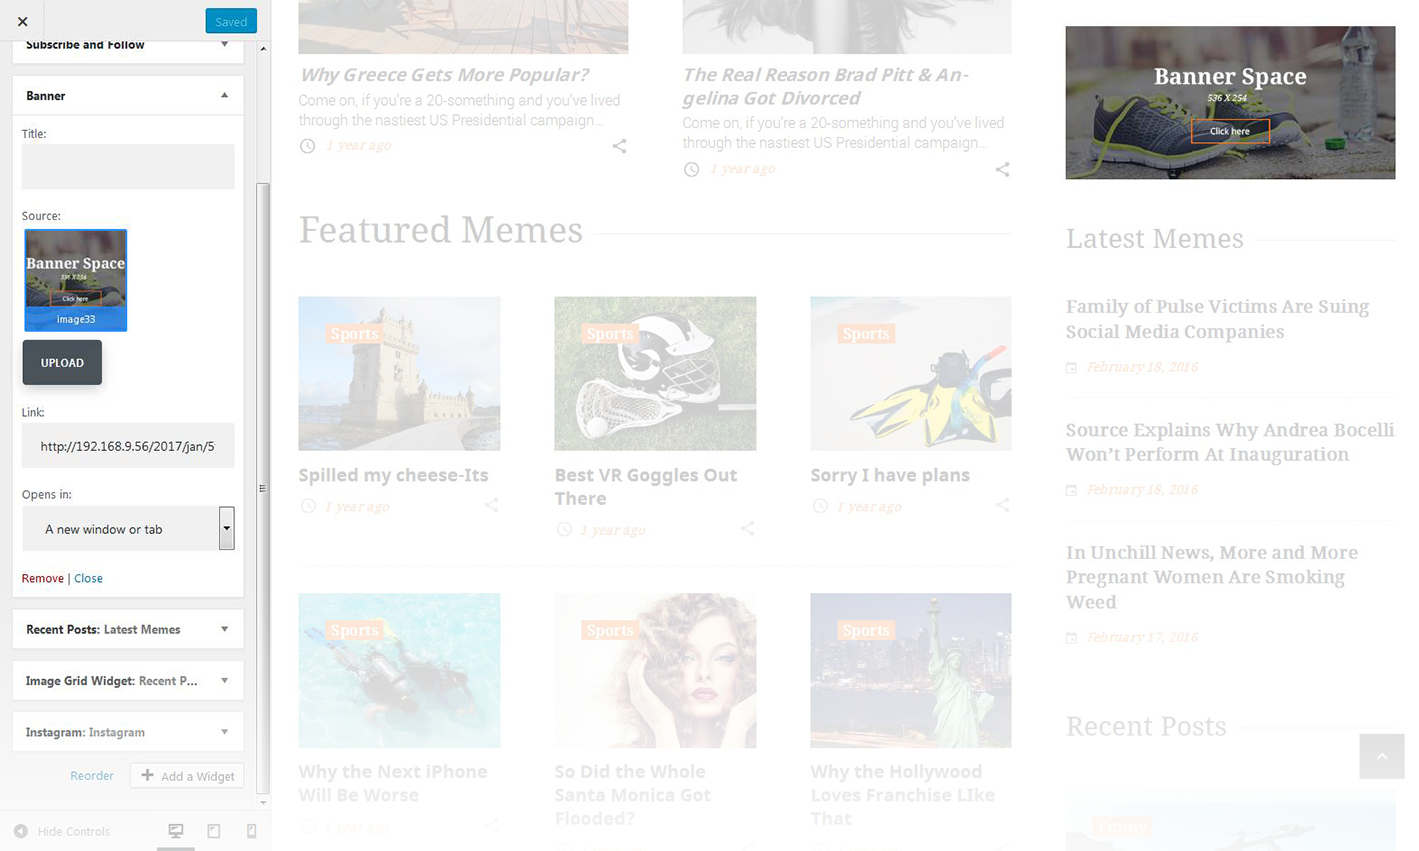 Saved
Subscribe and Follow
Banner
Title:
Source:
Banner Space
536 X 254
Click here
image33
UPLOAD
Link:
http://192.168.9.56/2017/jan/5
Opens in:
A new window or tab
Remove | Close
Recent Posts: Latest Memes
Image Grid Widget: Recent P...
Instagram: Instagram
Reorder
Add a Widget
Hide Controls
Why Greece Gets More Popular?
Come on, if you're a 20-something and you've lived
through the nastiest US Presidential campaign...
1 year ago
The Real Reason Brad Pitt & An-
gelina Got Divorced
Come on, if you're a 20-something and you've lived
through the nastiest US Presidential campaign...
1 year ago
Featured Memes
Sports
Spilled my cheese-Its
1 year ago
Sports
Best VR Goggles Out
There
1 year ago
Sports
Sorry I have plans
1 year ago
Sports
Why the Next iPhone
Will Be Worse
1 year ago
Sports
So Did the Whole
Santa Monica Got
Flooded?
Sports
Why the Hollywood
Loves Franchise LIke
That
Banner Space
536 X 254
Click here
Latest Memes
Family of Pulse Victims Are Suing
Social Media Companies
February 18, 2016
Source Explains Why Andrea Bocelli
Won't Perform At Inauguration
February 18, 2016
In Unchill News, More and More
Pregnant Women Are Smoking
Weed
February 17, 2016
Recent Posts
Funny